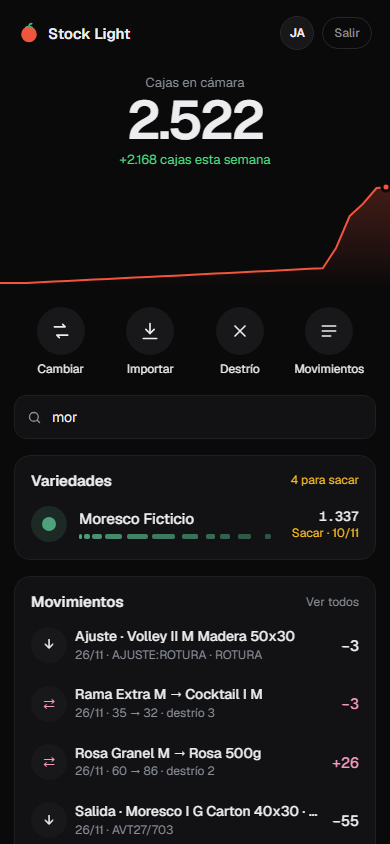 Stock Light
JA
Salir
Cajas en cámara
2.522
+2.168 cajas esta semana
Cambiar
Importar
Destrío
Movimientos
mor
Variedades
4 para sacar
Moresco Ficticio
1.337
Sacar · 10/11
Movimientos
Ver todos
Ajuste · Volley II M Madera 50x30
26/11 · AJUSTE:ROTURA · ROTURA
−3
Rama Extra M → Cocktail I M
26/11 · 35 → 32 · destrío 3
−3
Rosa Granel M → Rosa 500g
26/11 · 60 → 86 · destrío 2
+26
Salida · Moresco I G Carton 40x30 · ...
26/11 · AVT27/703
−55